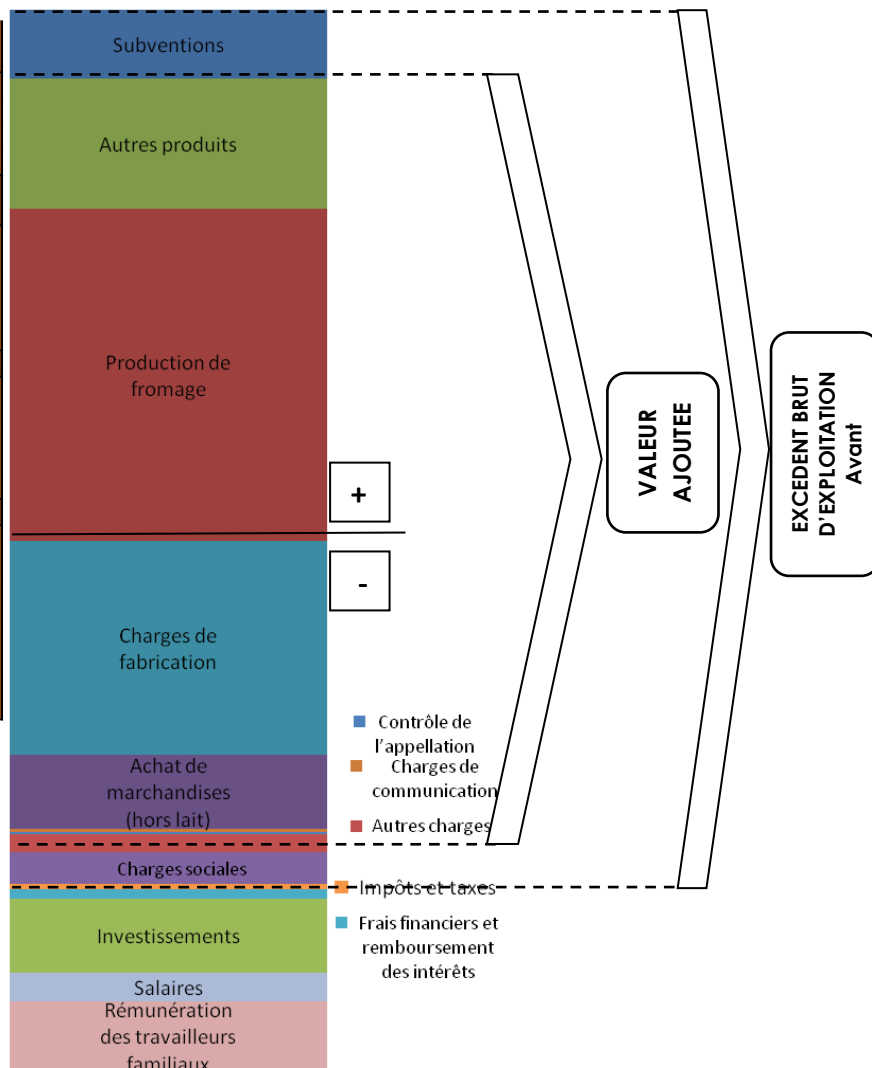 Subventions
Autres produits
Production de
fromage
+
-
Charges de
fabrication
Achat de
marchandises
(hors lait)
Charges sociales
Investissements
Salaires
Rémunération
des travailleurs
familiaux
Contrôle de
l'appellation
Charges de
communication
Autres charges
Impôts et taxes
Frais financiers et
remboursement
des intérêts
VALEUR
AJOUTEE
EXCEDENT BRUT
D'EXPLOITATION
Avant